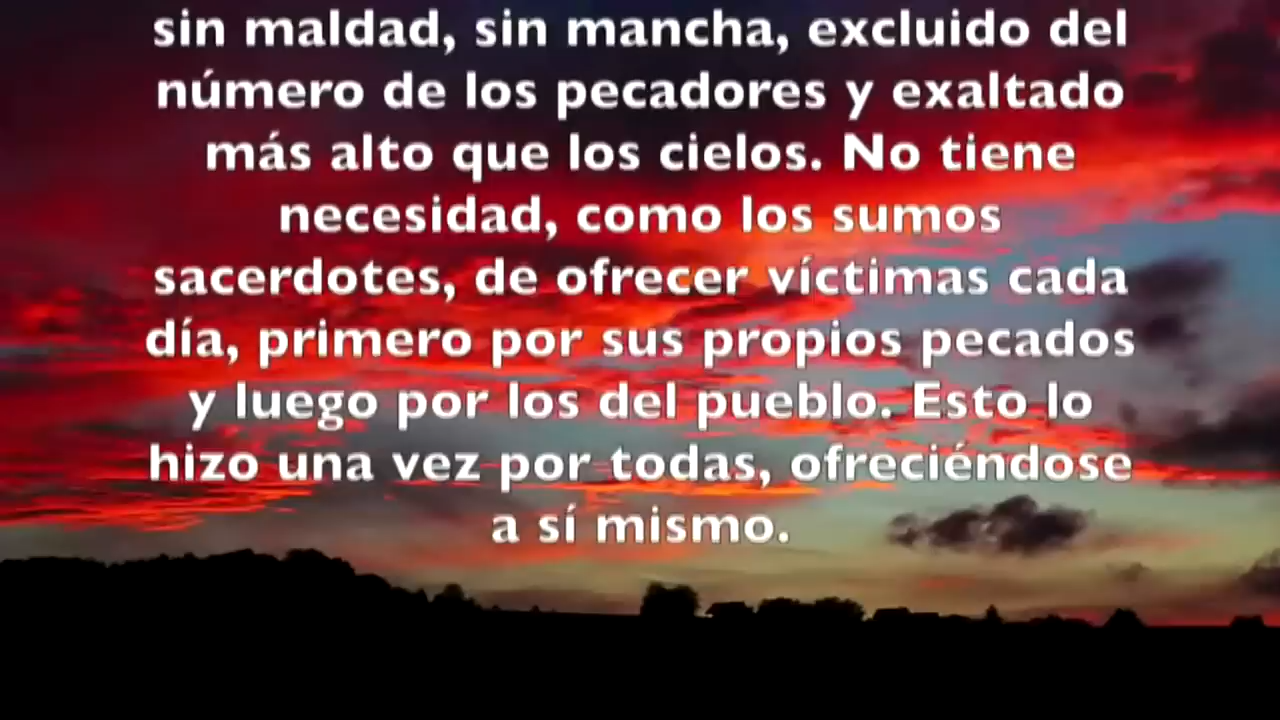 sin maldad, sin mancha, excluido del
número de los pecadores y exaltado
más alto que los cielos. No tiene
necesidad, como los sumos
sacerdotes, de ofrecer víctimas cada
día, primero por sus propios pecados
y luego por los del pueblo. Esto lo
hizo una vez por todas, ofreciéndose
a sí mismo.